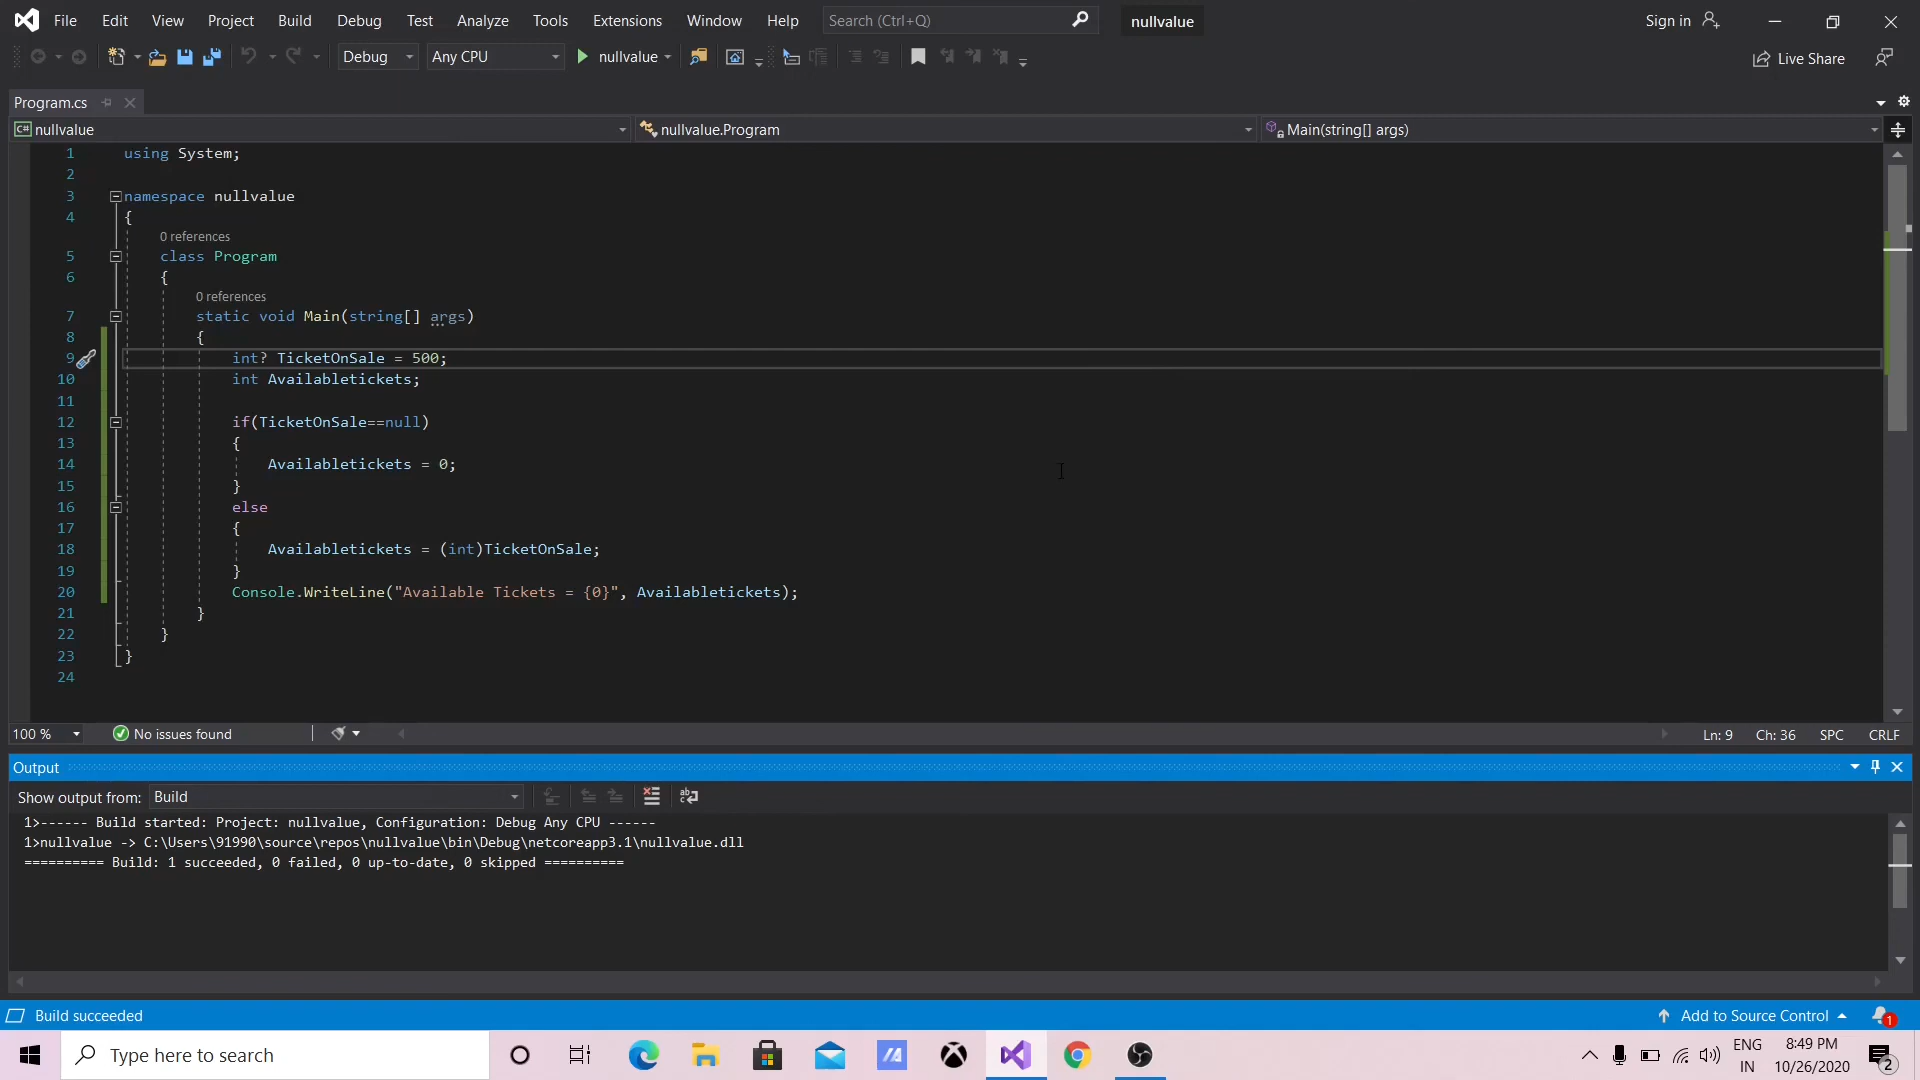 File Edit View Project Build Debug Test Analyze Tools Extensions Window Help Search (Ctrl+Q) nullvalue Sign in
Debug Any CPU nullvalue Live Share
Program.cs
C# nullvalue nullvalue.Program Main(string[] args)
1 using System;
2
3 namespace nullvalue
4 {
0 references
5 class Program
6 {
0 references
7 static void Main(string[] args)
8 {
9 int? TicketOnSale = 500;
10 int Availabletickets;
11
12 if(TicketOnSale==null)
13 {
14 Availabletickets = 0;
15 }
16 else
17 {
18 Availabletickets = (int)TicketOnSale;
19 }
20 Console.WriteLine("Available Tickets = {0}", Availabletickets);
21 }
22 }
23 }
24
100 % No issues found Ln: 9 Ch: 36 SPC CRLF
Output
Show output from: Build
1>------ Build started: Project: nullvalue, Configuration: Debug Any CPU ------
1>nullvalue -> C:\Users\91990\source\repos\nullvalue\bin\Debug\netcoreapp3.1\nullvalue.dll
========== Build: 1 succeeded, 0 failed, 0 up-to-date, 0 skipped ==========
Build succeeded Add to Source Control 1
Type here to search ENG 8:49 PM
IN 10/26/2020 2